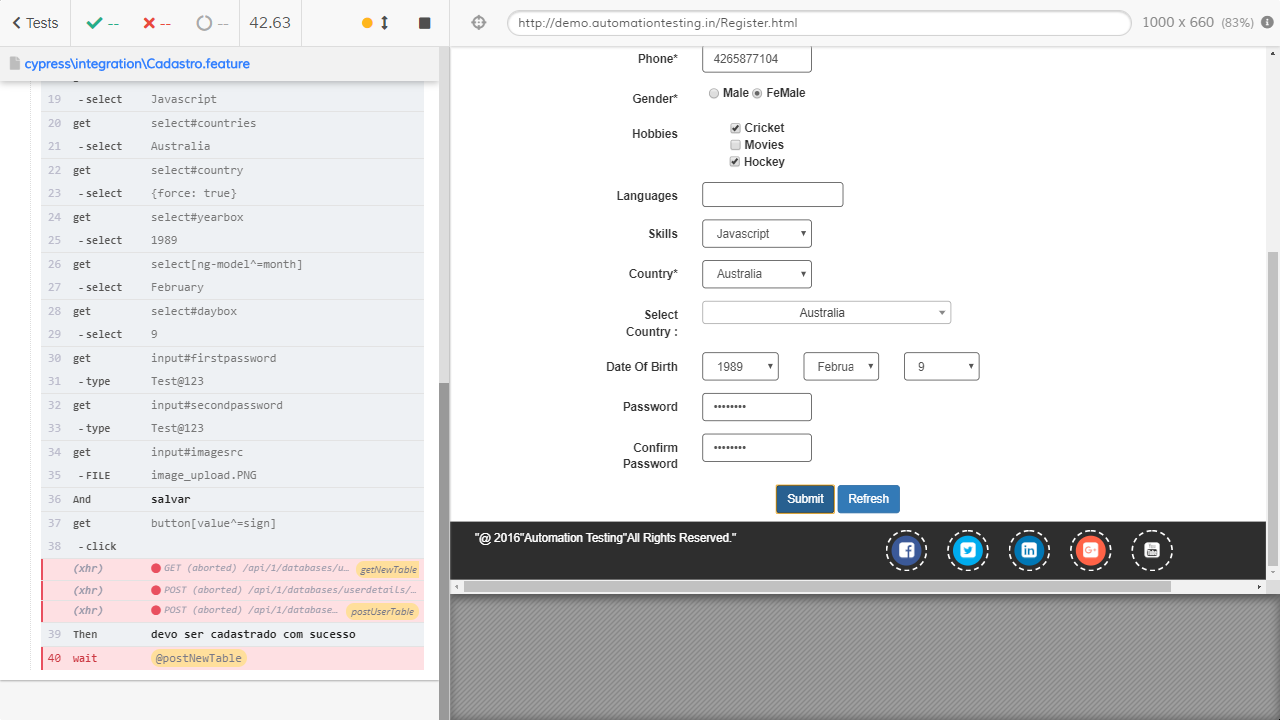 Tests -- -- -- 42.63
http://demo.automationtesting.in/Register.html 1000 x 660 (83%)
cypress\integration\Cadastro.feature
19 - select Javascript
20 get select#countries
21 - select Australia
22 get select#country
23 - select {force: true}
24 get select#yearbox
25 - select 1989
26 get select[ng-model^=month]
27 - select February
28 get select#daybox
29 - select 9
30 get input#firstpassword
31 - type Test@123
32 get input#secondpassword
33 - type Test@123
34 get input#imagesrc
35 - FILE image_upload.PNG
36 And salvar
37 get button[value^=sign]
38 - click
(xhr) GET (aborted) /api/1/databases/u... getNewTable
(xhr) POST (aborted) /api/1/databases/userdetails/...
(xhr) POST (aborted) /api/1/database... postUserTable
39 Then devo ser cadastrado com sucesso
40 wait @postNewTable
Phone* 4265877104
Gender* Male FeMale
Hobbies Cricket
Movies
Hockey
Languages
Skills Javascript
Country* Australia
Select Australia
Country :
Date Of Birth 1989 Februa 9
Password ••••••••
Confirm ••••••••
Password
Submit Refresh
"@ 2016"Automation Testing"All Rights Reserved."